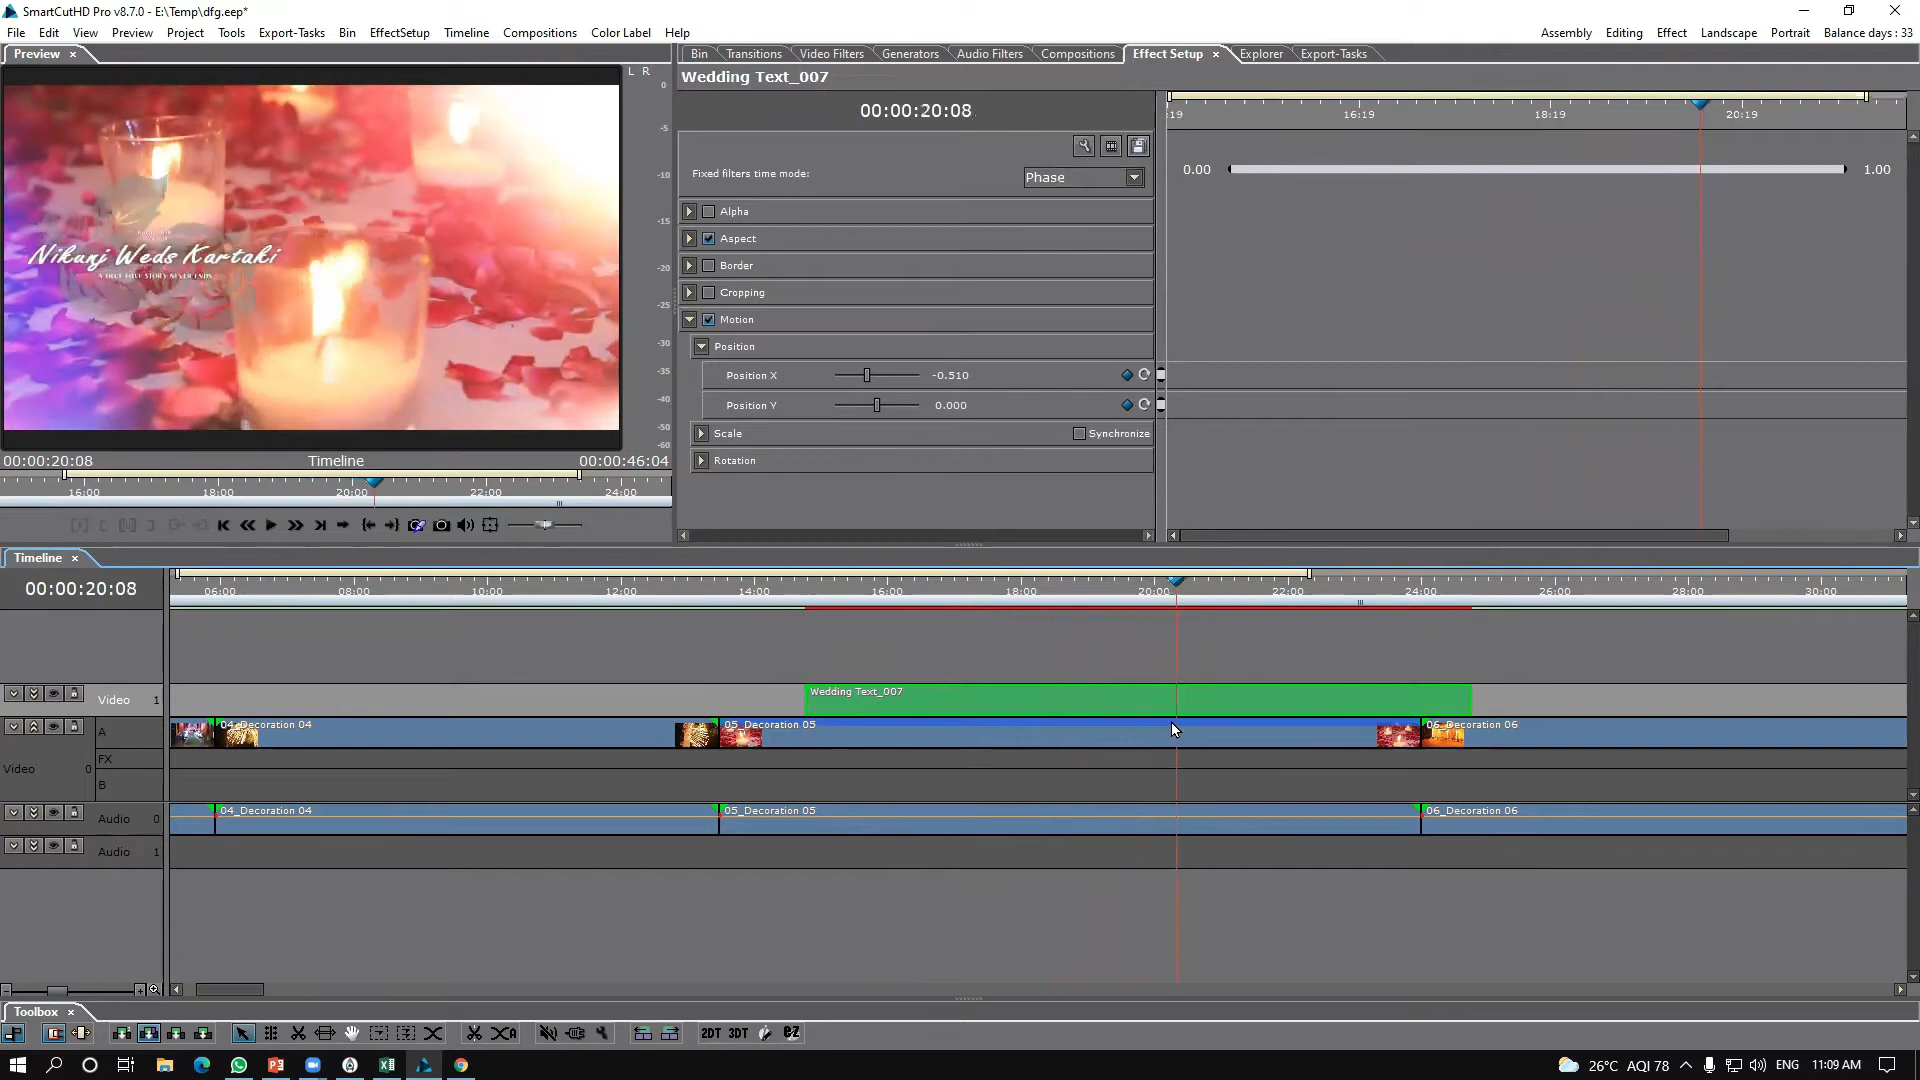 SmartCutHD Pro v8.7.0 - E:\Temp\dfg.eep*
File Edit View Preview Project Tools Export-Tasks Bin EffectSetup Timeline Compositions Color Label Help
Assembly Editing Effect Landscape Portrait Balance days : 33
Preview
L R
0
-5
-10
-15
-20
-25
-30
-35
-40
-50
-60
Nikunj Weds Kartaki
A TRUE LOVE STORY NEVER ENDS
00:00:20:08 Timeline 00:00:46:04
16:00 18:00 20:00 22:00 24:00
Bin Transitions Video Filters Generators Audio Filters Compositions Effect Setup Explorer Export-Tasks
Wedding Text_007
00:00:20:08
:19 16:19 18:19 20:19
Fixed filters time mode: Phase
0.00 1.00
Alpha
Aspect
Border
Cropping
Motion
Position
Position X -0.510
Position Y 0.000
Scale Synchronize
Rotation
Timeline
00:00:20:08
06:00 08:00 10:00 12:00 14:00 16:00 18:00 20:00 22:00 24:00 26:00 28:00 30:00
Video 1
Wedding Text_007
A
04_Decoration 04 05_Decoration 05 06_Decoration 06
FX
Video 0
B
Audio 0
04_Decoration 04 05_Decoration 05 06_Decoration 06
Audio 1
Toolbox
2DT 3DT eZ
26°C AQI 78 ENG 11:09 AM